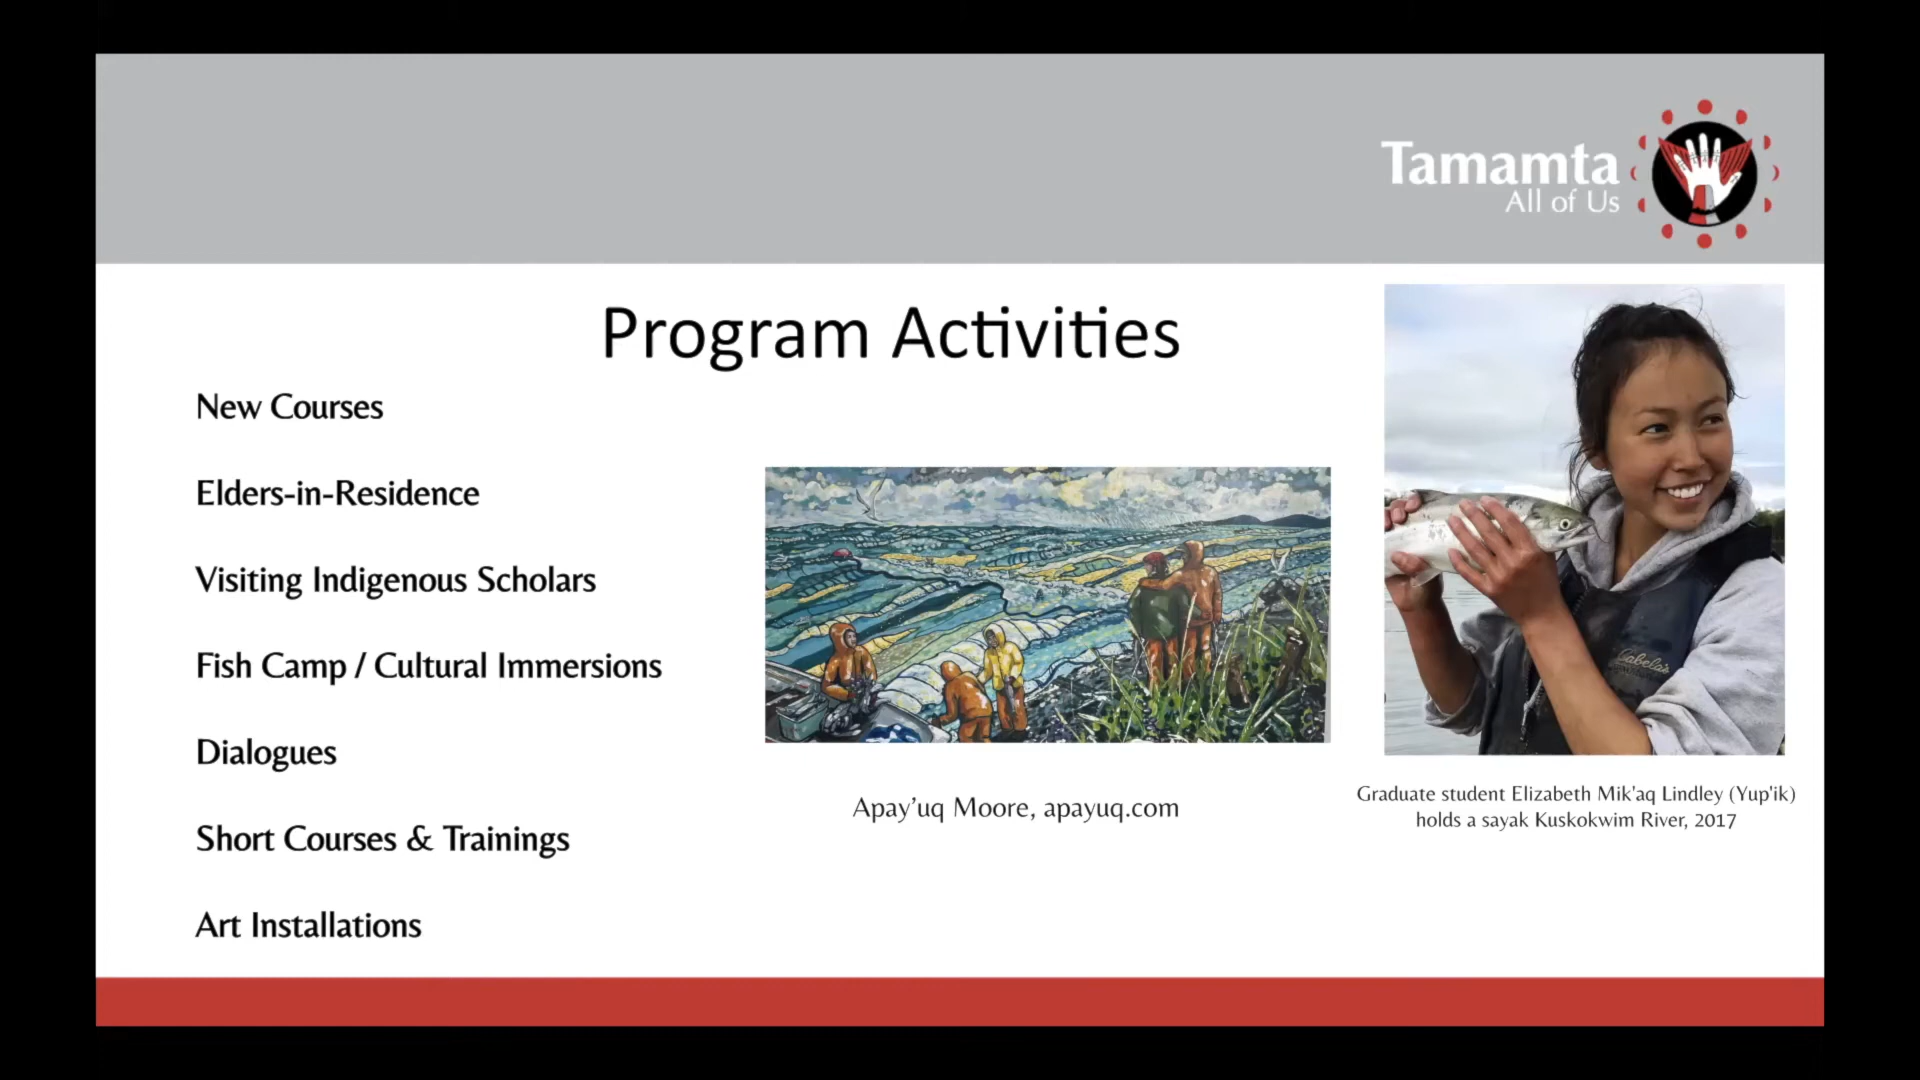 Tamamta
All of Us
Program Activities
New Courses
Elders-in-Residence
Visiting Indigenous Scholars
Fish Camp / Cultural Immersions
Dialogues
Short Courses & Trainings
Art Installations
Apay’uq Moore, apayuq.com
Cabela's
Graduate student Elizabeth Mik'aq Lindley (Yup'ik)
holds a sayak Kuskokwim River, 2017